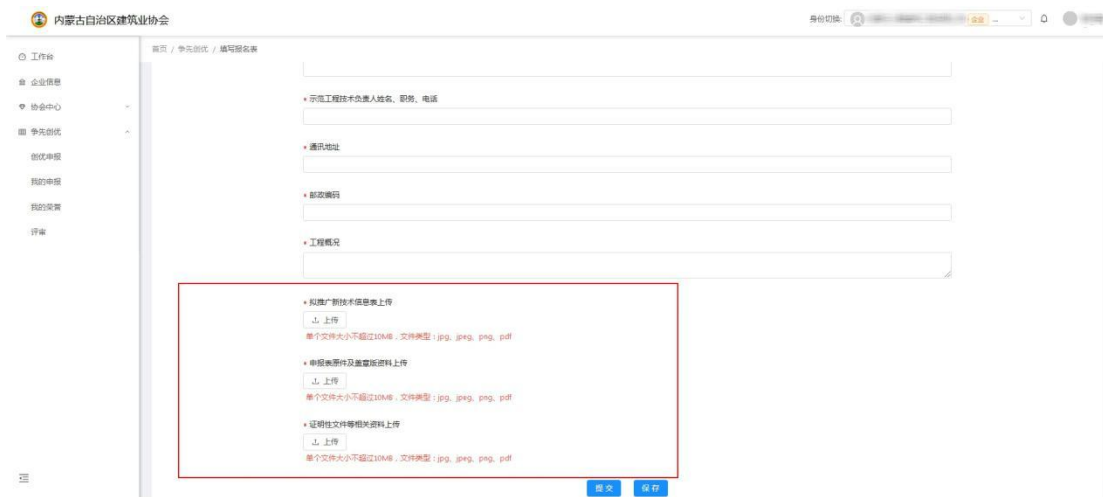 内蒙古自治区建筑业协会
身份切换:
企业
工作台
企业信息
协会中心
争先创优
创优申报
我的申报
我的荣誉
评审
首页 / 争先创优 / 填写报名表
* 示范工程技术负责人姓名、职务、电话
* 通讯地址
* 邮政编码
* 工程概况
* 拟推广新技术信息表上传
上传
单个文件大小不超过10MB，文件类型：jpg、jpeg、png、pdf
* 申报表原件及盖章版资料上传
上传
单个文件大小不超过10MB，文件类型：jpg、jpeg、png、pdf
* 证明性文件等相关资料上传
上传
单个文件大小不超过10MB，文件类型：jpg、jpeg、png、pdf
提交
保存